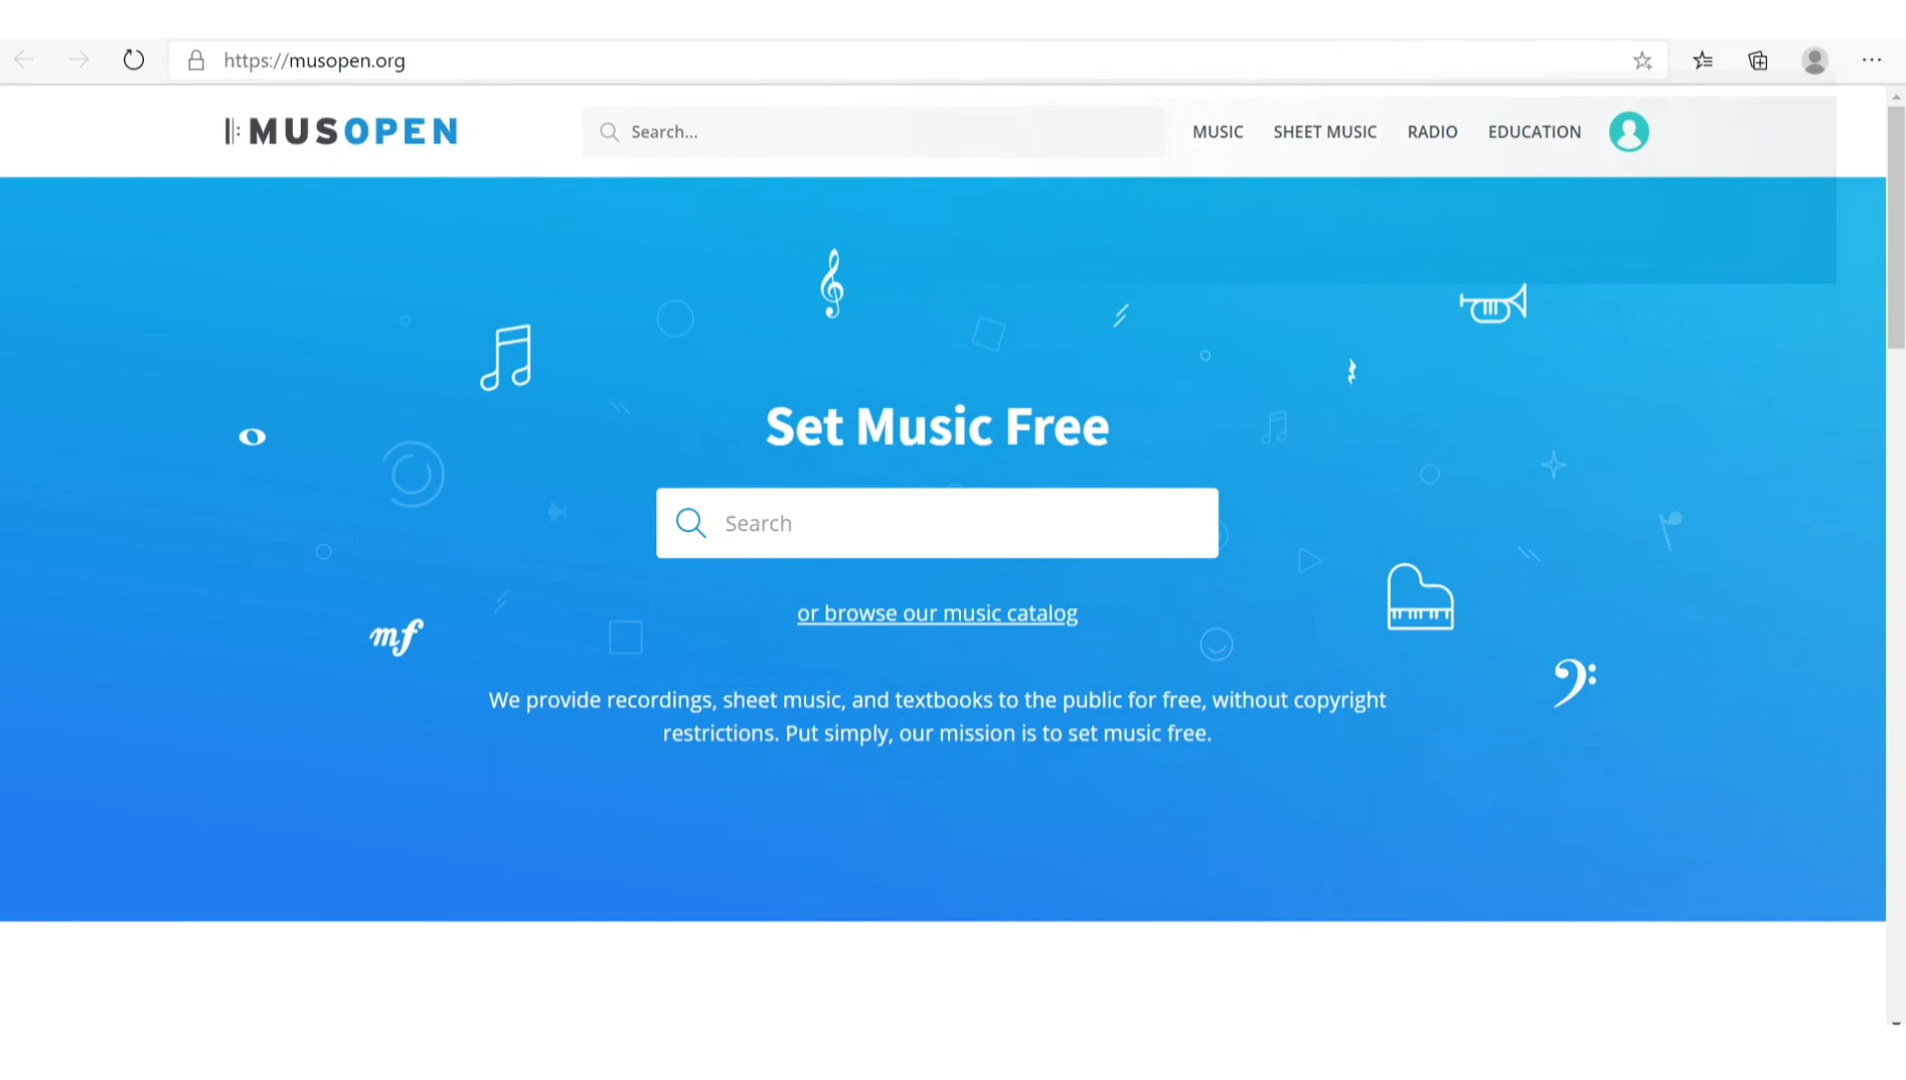 https://musopen.org
MUSOPEN
Search...
MUSIC
SHEET MUSIC
RADIO
EDUCATION
Set Music Free
Search
or browse our music catalog
mf
We provide recordings, sheet music, and textbooks to the public for free, without copyright
restrictions. Put simply, our mission is to set music free.